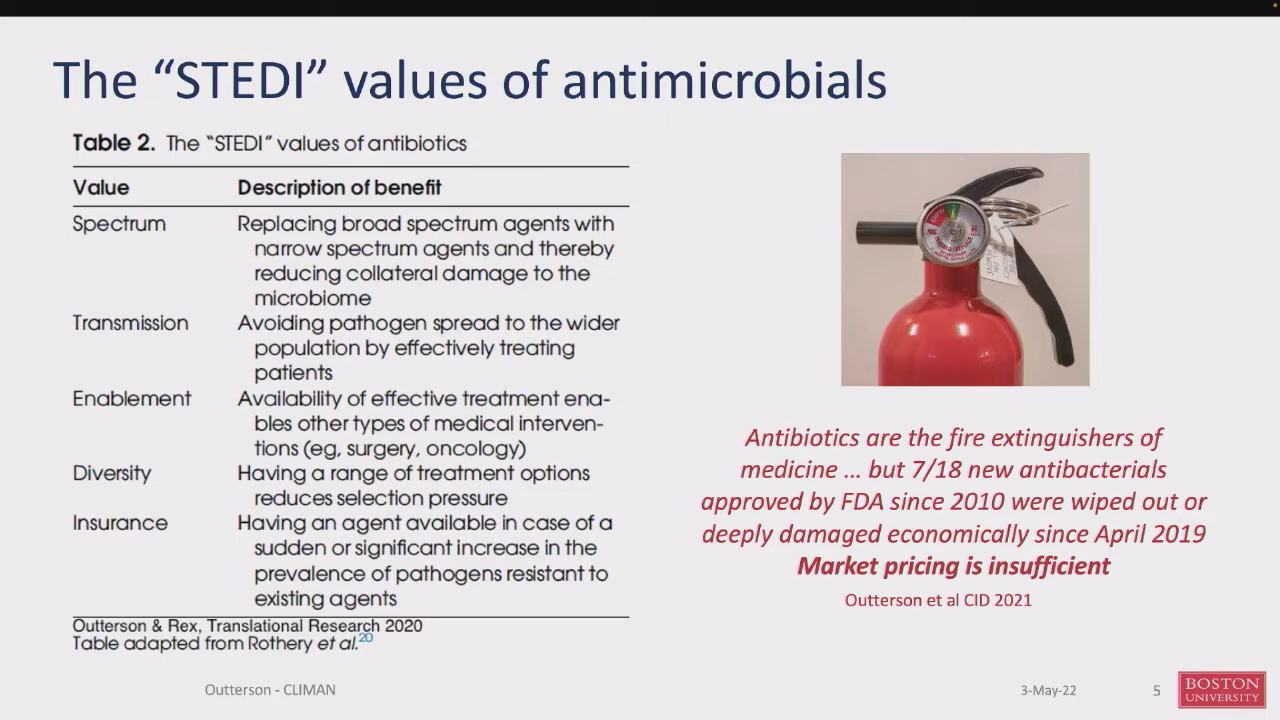 The “STEDI” values of antimicrobials
Table 2. The “STEDI” values of antibiotics
Value Description of benefit
Spectrum Replacing broad spectrum agents with
narrow spectrum agents and thereby
reducing collateral damage to the
microbiome
Transmission Avoiding pathogen spread to the wider
population by effectively treating
patients
Enablement Availability of effective treatment ena-
bles other types of medical interven-
tions (eg, surgery, oncology)
Diversity Having a range of treatment options
reduces selection pressure
Insurance Having an agent available in case of a
sudden or significant increase in the
prevalence of pathogens resistant to
existing agents
Outterson & Rex, Translational Research 2020
Table adapted from Rothery et al.20
Antibiotics are the fire extinguishers of
medicine ... but 7/18 new antibacterials
approved by FDA since 2010 were wiped out or
deeply damaged economically since April 2019
Market pricing is insufficient
Outterson et al CID 2021
Outterson - CLIMAN
3-May-22
5
BOSTON
UNIVERSITY